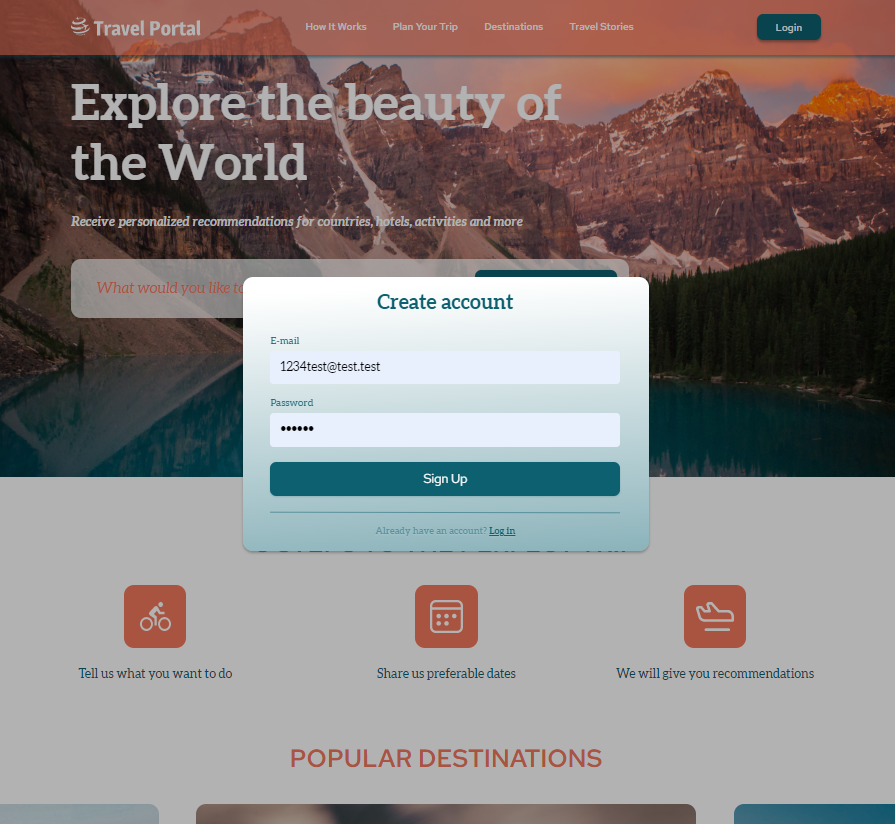 Travel Portal
How It Works
Plan Your Trip
Destinations
Travel Stories
Login
Explore the beauty of
the World
Receive personalized recommendations for countries, hotels, activities and more
What would you like to
Create account
E-mail
1234test@test.test
Password
••••••
Sign Up
Already have an account? Log in
Tell us what you want to do
Share us preferable dates
We will give you recommendations
POPULAR DESTINATIONS